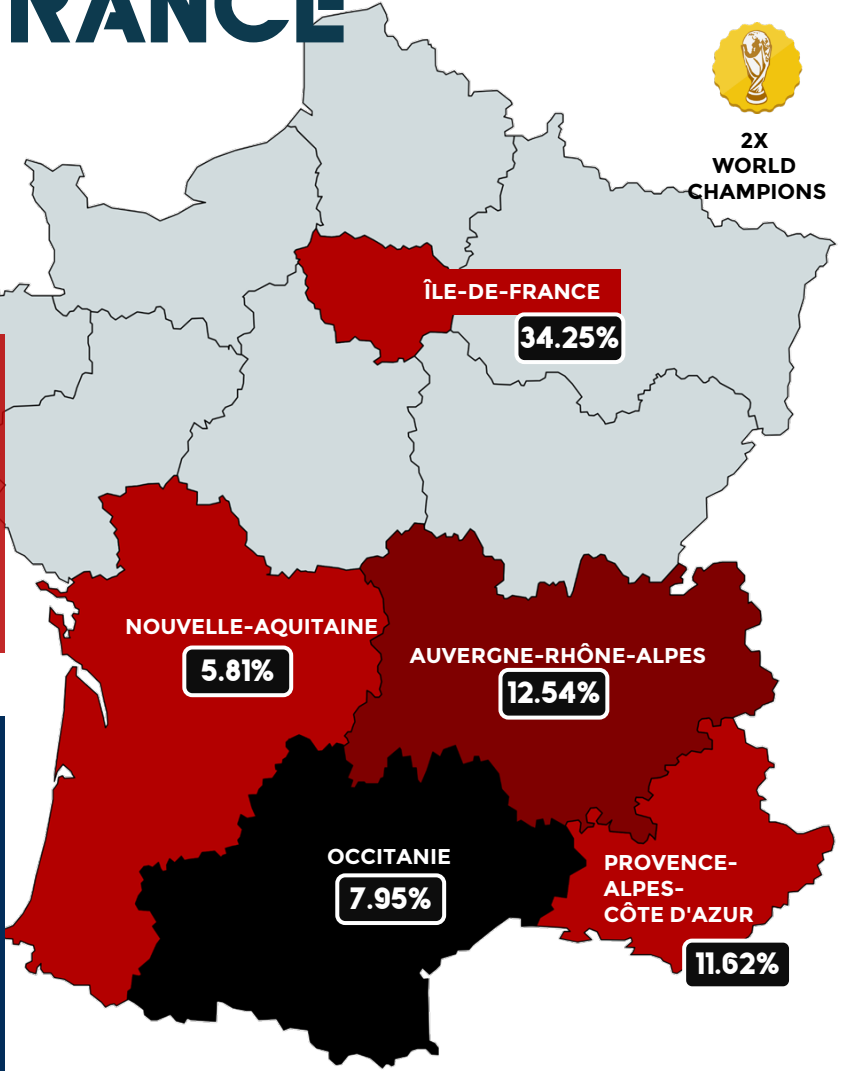 RANCE
2X
WORLD
CHAMPIONS
ÎLE-DE-FRANCE
34.25%
NOUVELLE-AQUITAINE
5.81%
AUVERGNE-RHÔNE-ALPES
12.54%
OCCITANIE
7.95%
PROVENCE-
ALPES-
CÔTE D'AZUR
11.62%